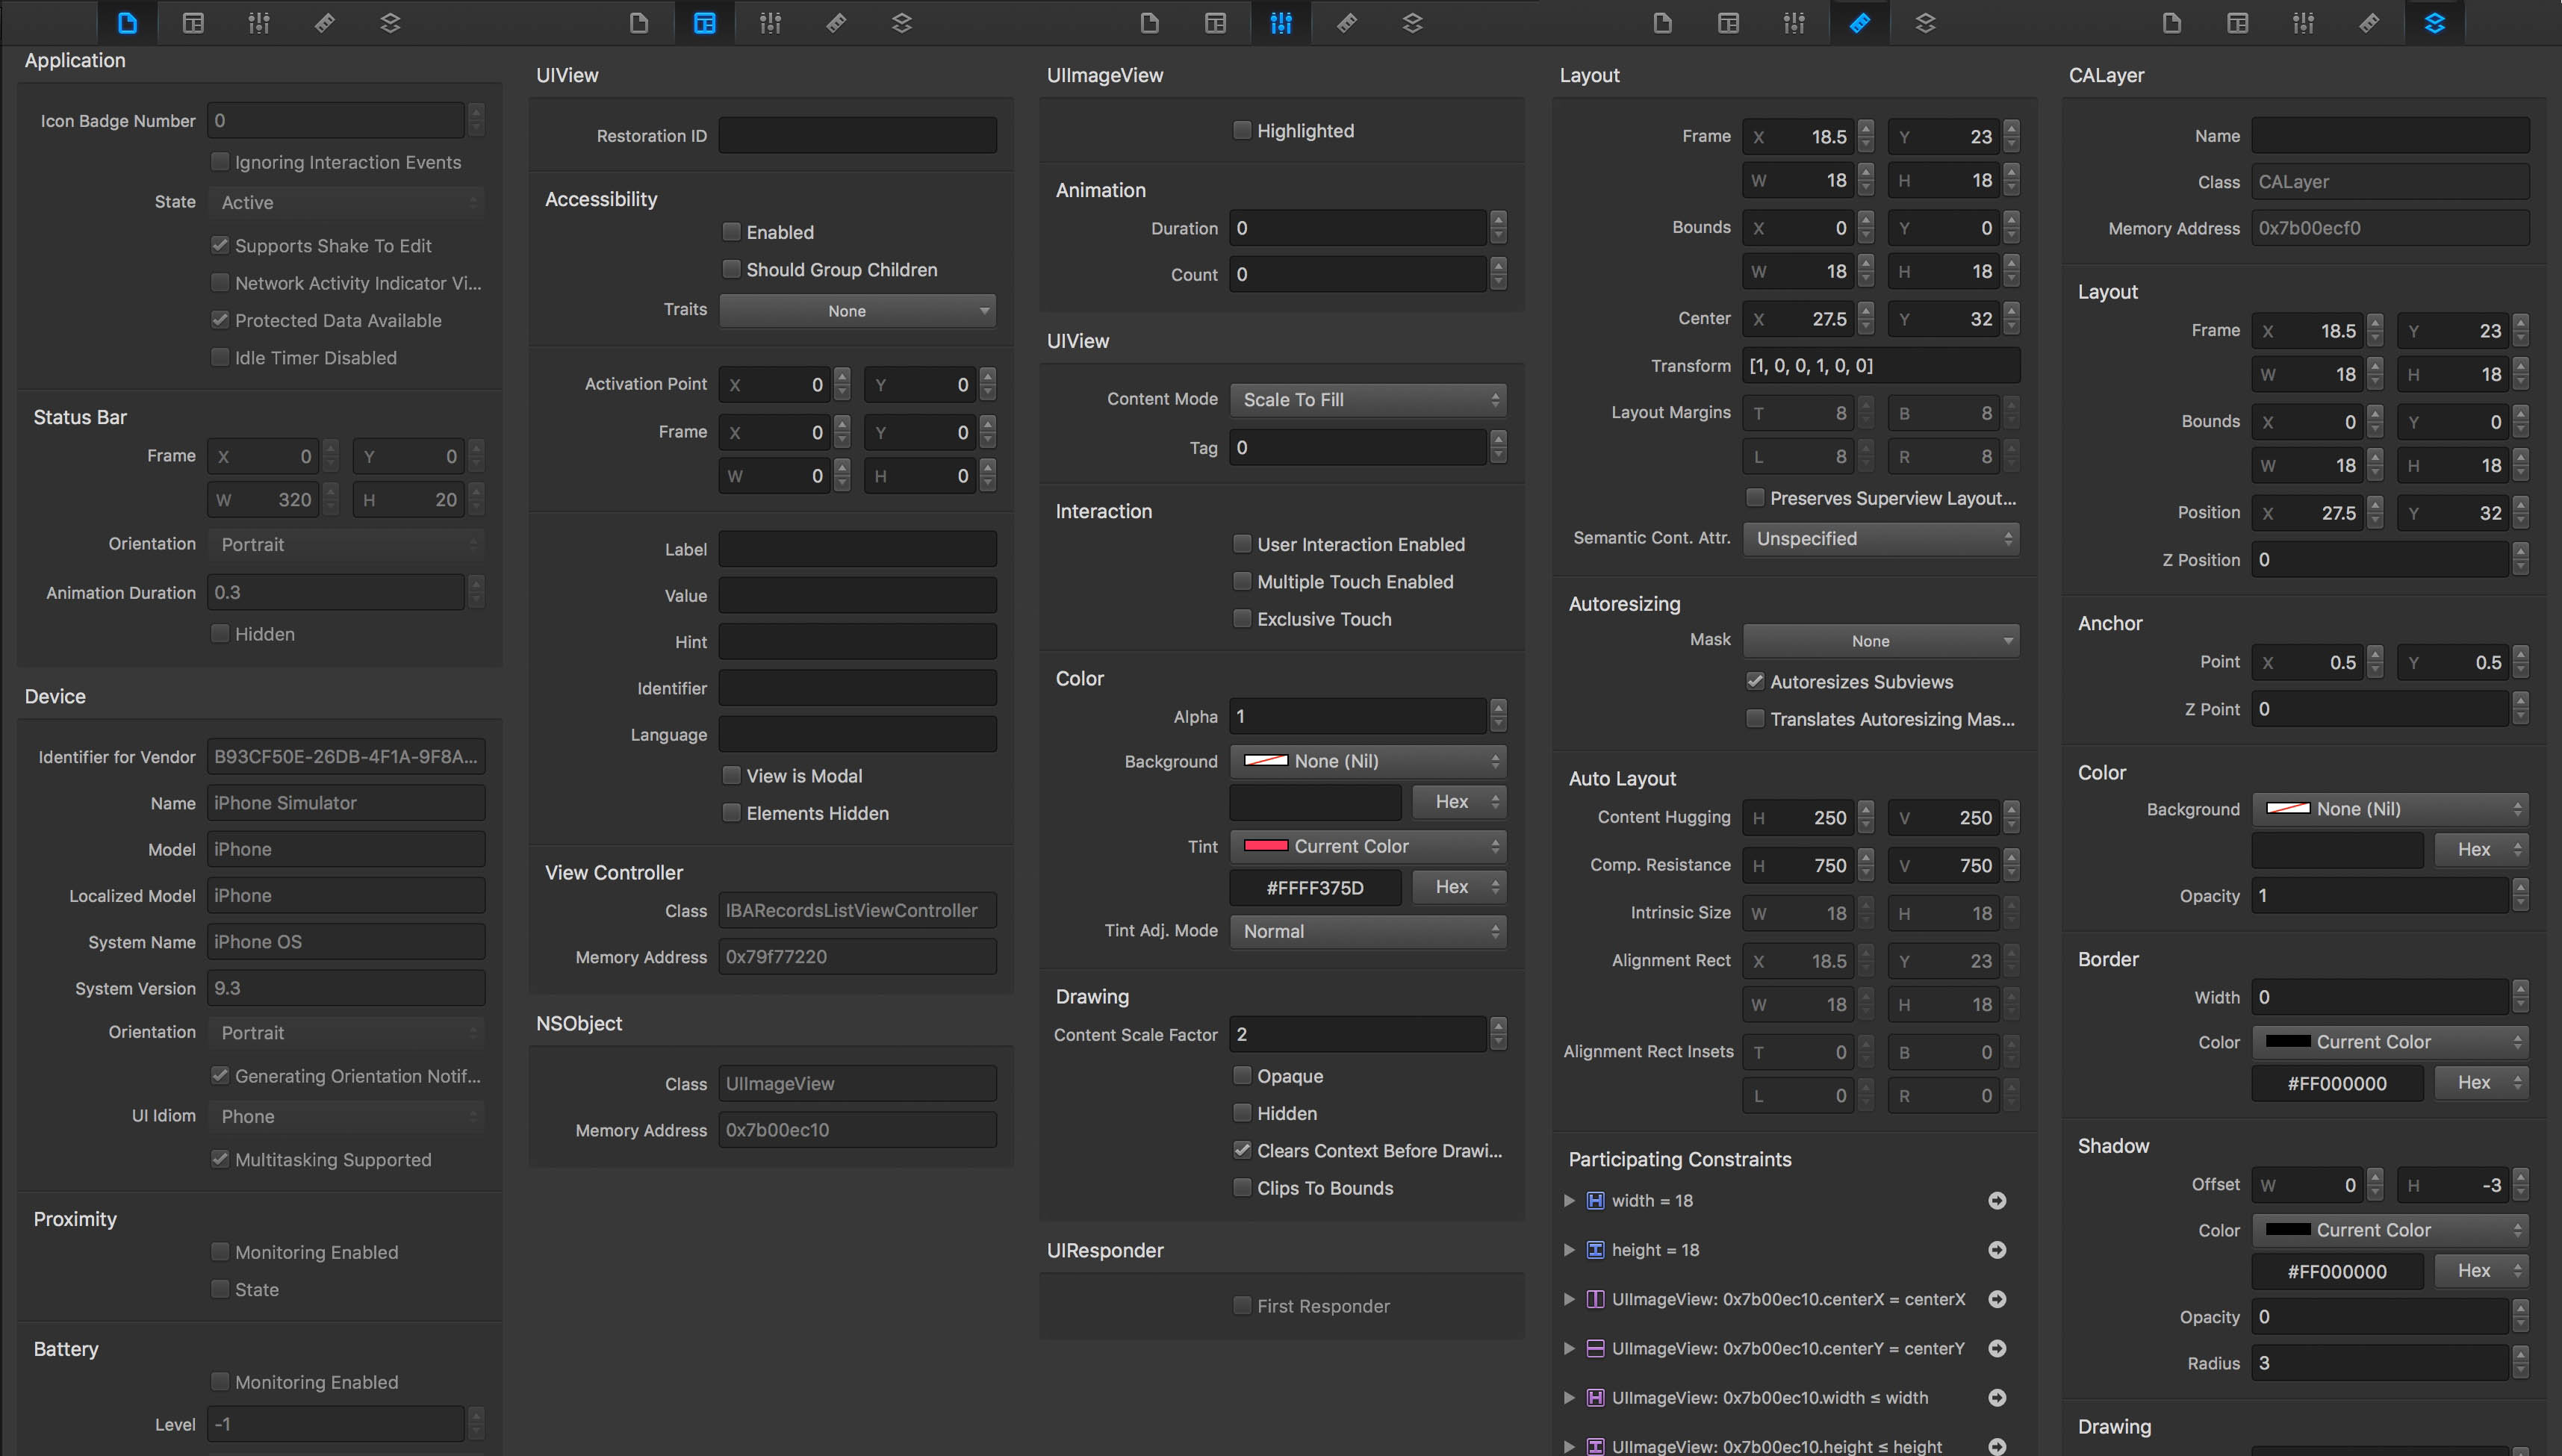 Application
Icon Badge Number 0
Ignoring Interaction Events
State Active
Supports Shake To Edit
Network Activity Indicator Vi...
Protected Data Available
Idle Timer Disabled
Status Bar
Frame X 0 Y 0
W 320 H 20
Orientation Portrait
Animation Duration 0.3
Hidden
Device
Identifier for Vendor B93CF50E-26DB-4F1A-9F8A...
Name iPhone Simulator
Model iPhone
Localized Model iPhone
System Name iPhone OS
System Version 9.3
Orientation Portrait
Generating Orientation Notif...
UI Idiom Phone
Multitasking Supported
Proximity
Monitoring Enabled
State
Battery
Monitoring Enabled
Level -1
UIView
Restoration ID
Accessibility
Enabled
Should Group Children
Traits None
Activation Point X 0 Y 0
Frame X 0 Y 0
W 0 H 0
Label
Value
Hint
Identifier
Language
View is Modal
Elements Hidden
View Controller
Class IBARecordsListViewController
Memory Address 0x79f77220
NSObject
Class UIImageView
Memory Address 0x7b00ec10
UIImageView
Highlighted
Animation
Duration 0
Count 0
UIView
Content Mode Scale To Fill
Tag 0
Interaction
User Interaction Enabled
Multiple Touch Enabled
Exclusive Touch
Color
Alpha 1
Background None (Nil)
Hex
Tint Current Color
#FFFF375D Hex
Tint Adj. Mode Normal
Drawing
Content Scale Factor 2
Opaque
Hidden
Clears Context Before Drawi...
Clips To Bounds
UIResponder
First Responder
Layout
Frame X 18.5 Y 23
W 18 H 18
Bounds X 0 Y 0
W 18 H 18
Center X 27.5 Y 32
Transform [1, 0, 0, 1, 0, 0]
Layout Margins T 8 B 8
L 8 R 8
Preserves Superview Layout...
Semantic Cont. Attr. Unspecified
Autoresizing
Mask None
Autoresizes Subviews
Translates Autoresizing Mas...
Auto Layout
Content Hugging H 250 V 250
Comp. Resistance H 750 V 750
Intrinsic Size W 18 H 18
Alignment Rect X 18.5 Y 23
W 18 H 18
Alignment Rect Insets T 0 B 0
L 0 R 0
Participating Constraints
width = 18
height = 18
UIImageView: 0x7b00ec10.centerX = centerX
UIImageView: 0x7b00ec10.centerY = centerY
UIImageView: 0x7b00ec10.width ≤ width
UIImageView: 0x7b00ec10.height ≤ height
CALayer
Name
Class CALayer
Memory Address 0x7b00ecf0
Layout
Frame X 18.5 Y 23
W 18 H 18
Bounds X 0 Y 0
W 18 H 18
Position X 27.5 Y 32
Z Position 0
Anchor
Point X 0.5 Y 0.5
Z Point 0
Color
Background None (Nil)
Hex
Opacity 1
Border
Width 0
Color Current Color
#FF000000 Hex
Shadow
Offset W 0 H -3
Color Current Color
#FF000000 Hex
Opacity 0
Radius 3
Drawing